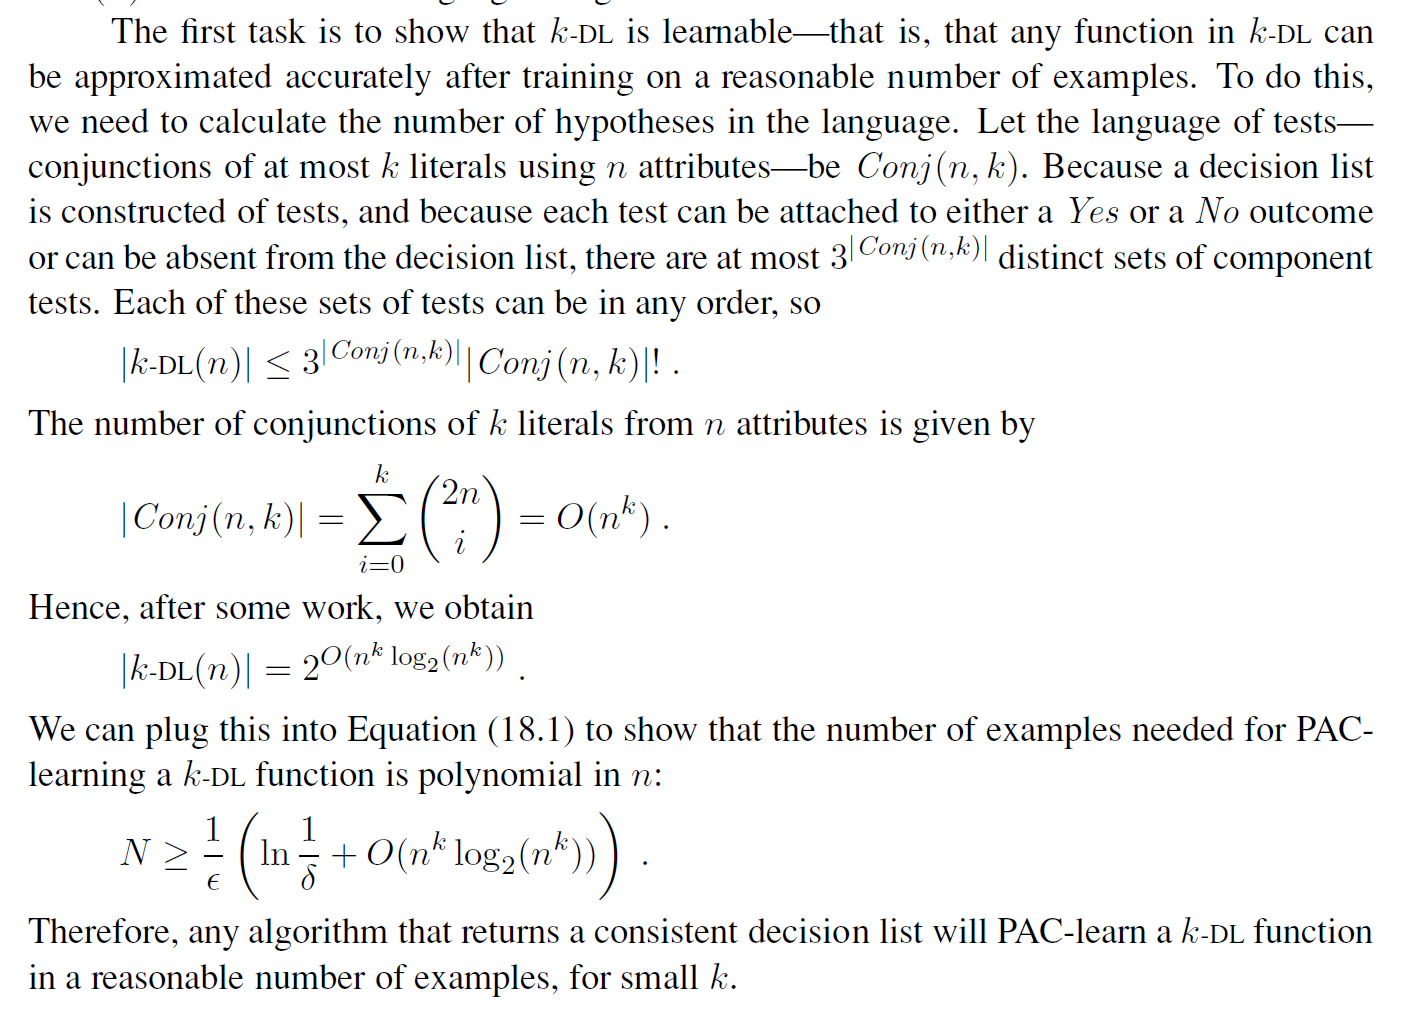 The first task is to show that k-DL is learnable—that is, that any function in k-DL can
be approximated accurately after training on a reasonable number of examples. To do this,
we need to calculate the number of hypotheses in the language. Let the language of tests—
conjunctions of at most k literals using n attributes—be Conj(n, k). Because a decision list
is constructed of tests, and because each test can be attached to either a Yes or a No outcome
or can be absent from the decision list, there are at most 3^{|Conj(n,k)|} distinct sets of component
tests. Each of these sets of tests can be in any order, so
|k-DL(n)| ≤ 3^{|Conj(n,k)|} |Conj(n, k)|! .
The number of conjunctions of k literals from n attributes is given by
|Conj(n, k)| = \sum_{i=0}^{k} \binom{2n}{i} = O(n^k) .
Hence, after some work, we obtain
|k-DL(n)| = 2^{O(n^k log_2(n^k))} .
We can plug this into Equation (18.1) to show that the number of examples needed for PAC-
learning a k-DL function is polynomial in n:
N ≥ \frac{1}{ϵ} \left( ln \frac{1}{δ} + O(n^k log_2(n^k)) \right) .
Therefore, any algorithm that returns a consistent decision list will PAC-learn a k-DL function
in a reasonable number of examples, for small k.